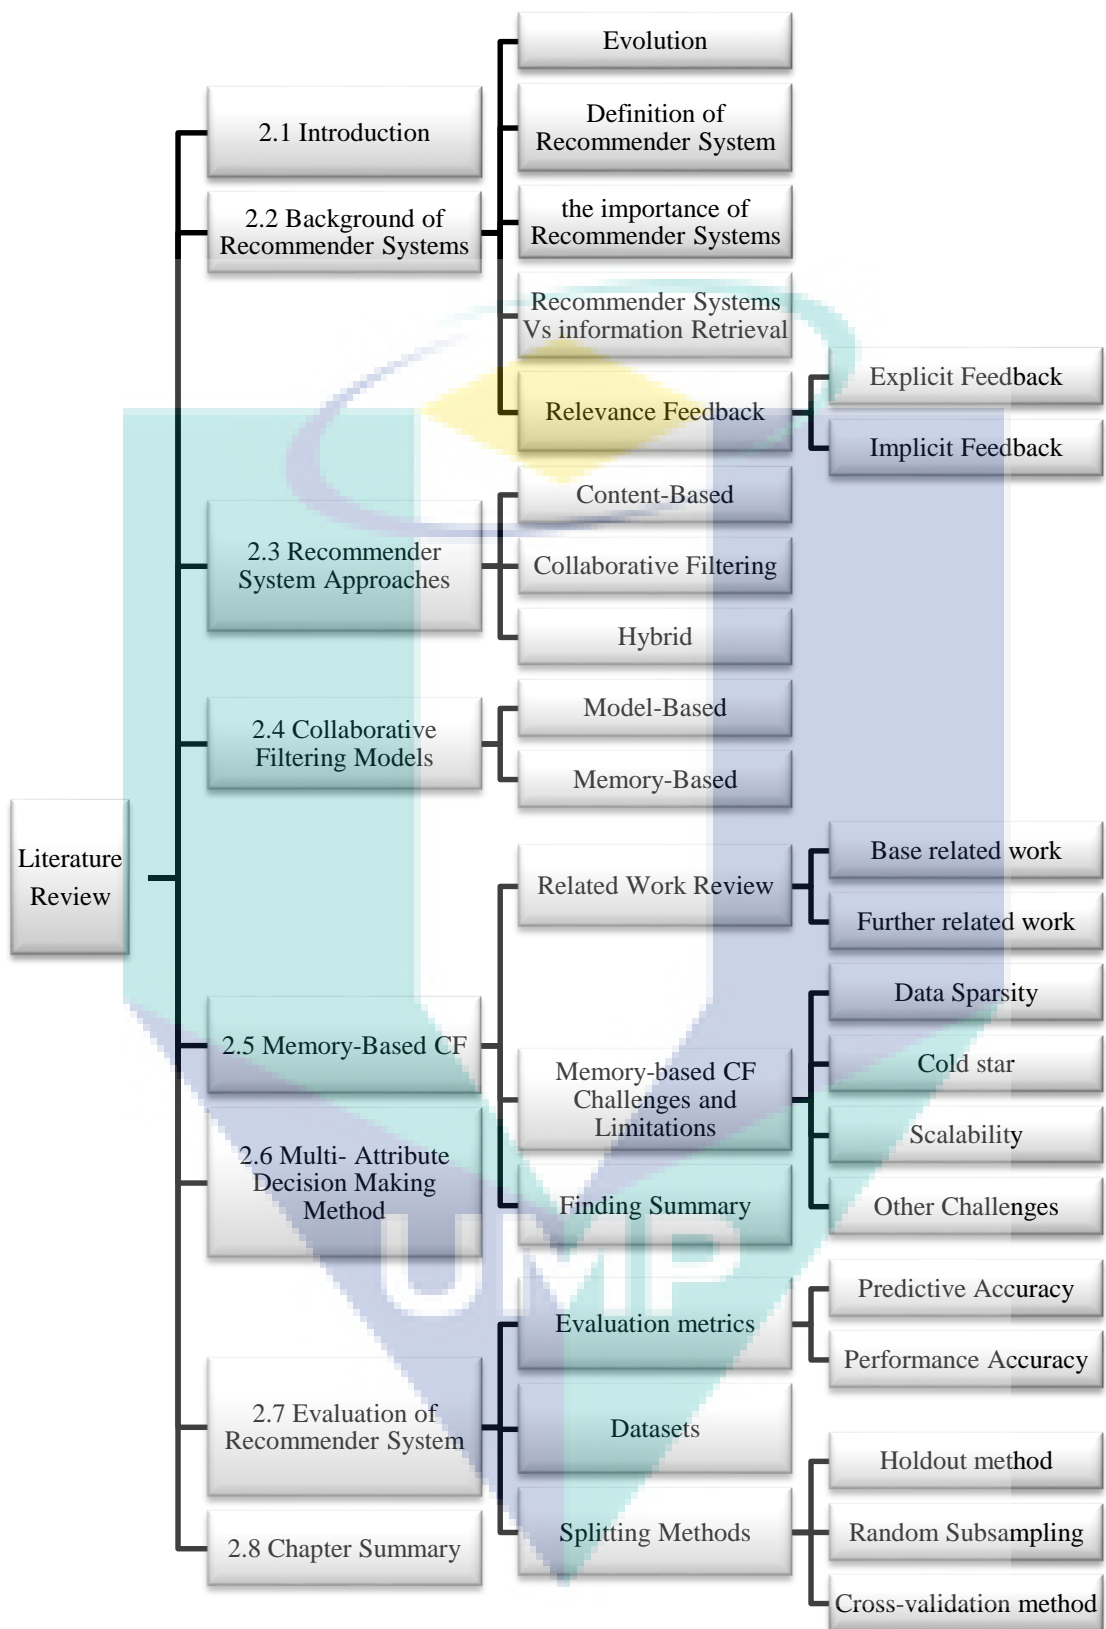 Literature
Review
2.1 Introduction
2.2 Background of
Recommender Systems
Evolution
Definition of
Recommender System
the importance of
Recommender Systems
Recommender Systems
Vs information Retrieval
Relevance Feedback
Explicit Feedback
Implicit Feedback
2.3 Recommender
System Approaches
Content-Based
Collaborative Filtering
Hybrid
2.4 Collaborative
Filtering Models
Model-Based
Memory-Based
2.5 Memory-Based CF
Related Work Review
Base related work
Further related work
Memory-based CF
Challenges and
Limitations
Data Sparsity
Cold star
Scalability
Other Challenges
Finding Summary
2.6 Multi- Attribute
Decision Making
Method
UMP
2.7 Evaluation of
Recommender System
Evaluation metrics
Predictive Accuracy
Performance Accuracy
Datasets
Splitting Methods
Holdout method
Random Subsampling
Cross-validation method
2.8 Chapter Summary